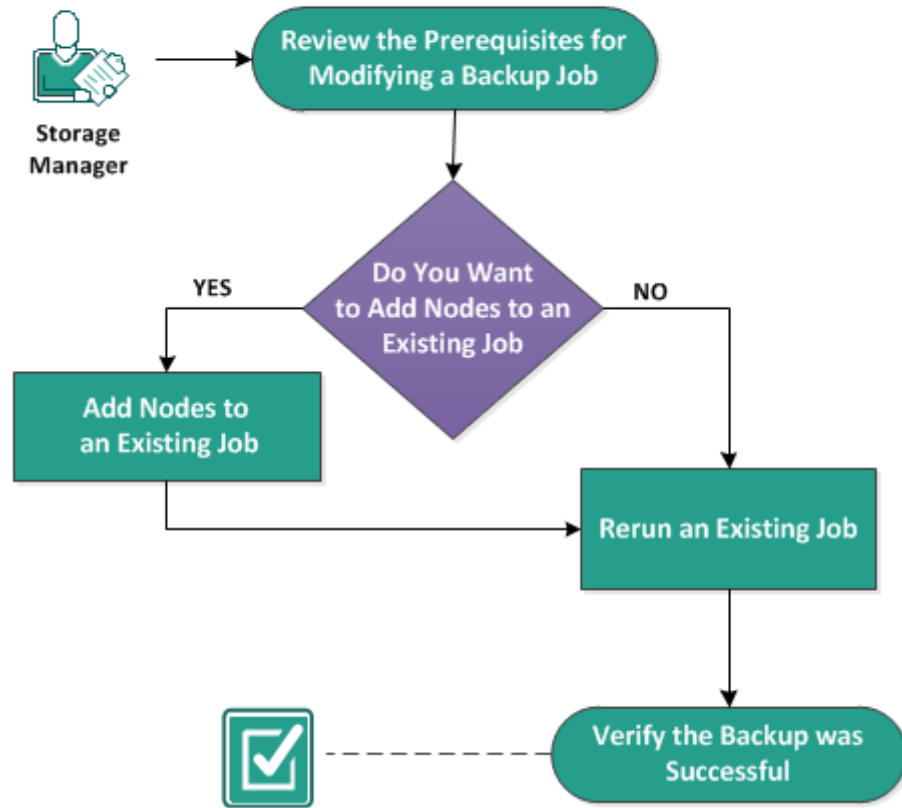 Review the Prerequisites for
Modifying a Backup Job
Storage
Manager
Do You Want
to Add Nodes to an
Existing Job
YES
NO
Add Nodes to
an Existing Job
Rerun an Existing Job
Verify the Backup was
Successful